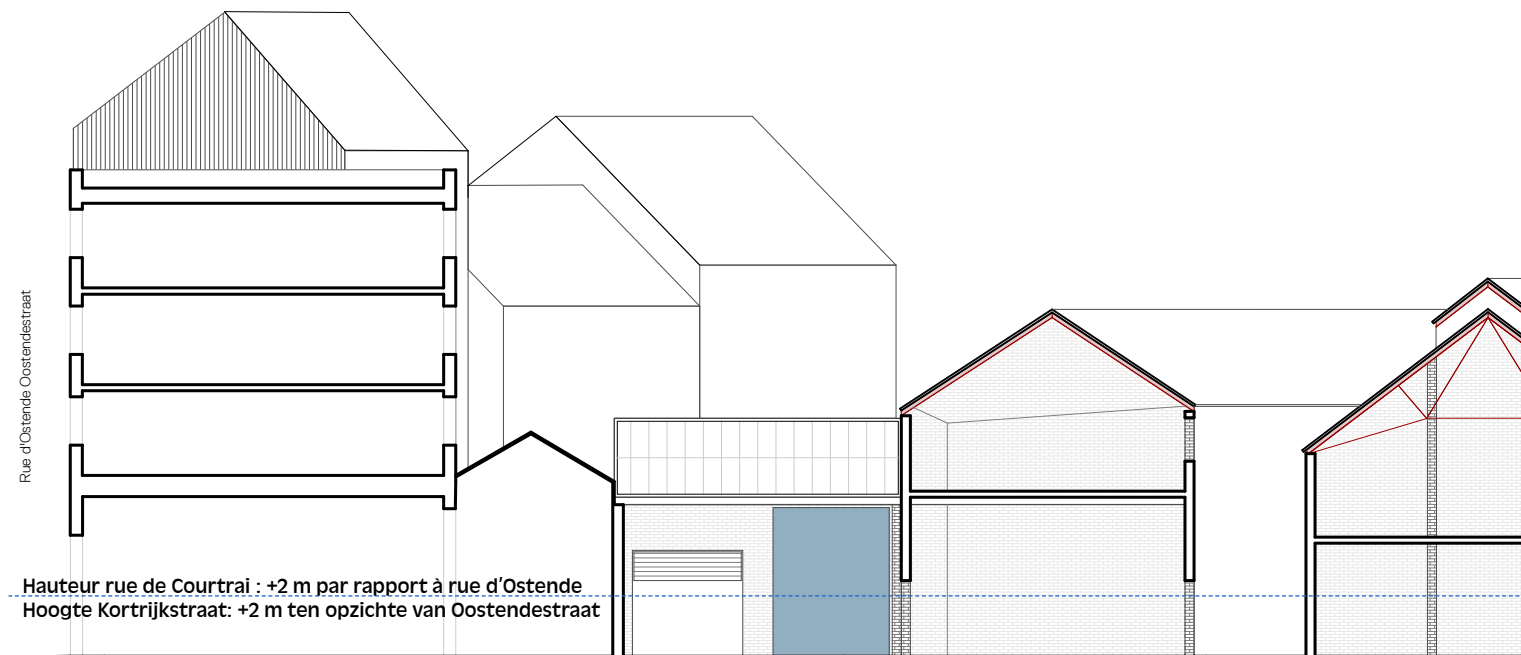 Rue d'Ostende Oostendestraat
Hauteur rue de Courtrai : +2 m par rapport à rue d'Ostende
Hoogte Kortrijkstraat: +2 m ten opzichte van Oostendestraat